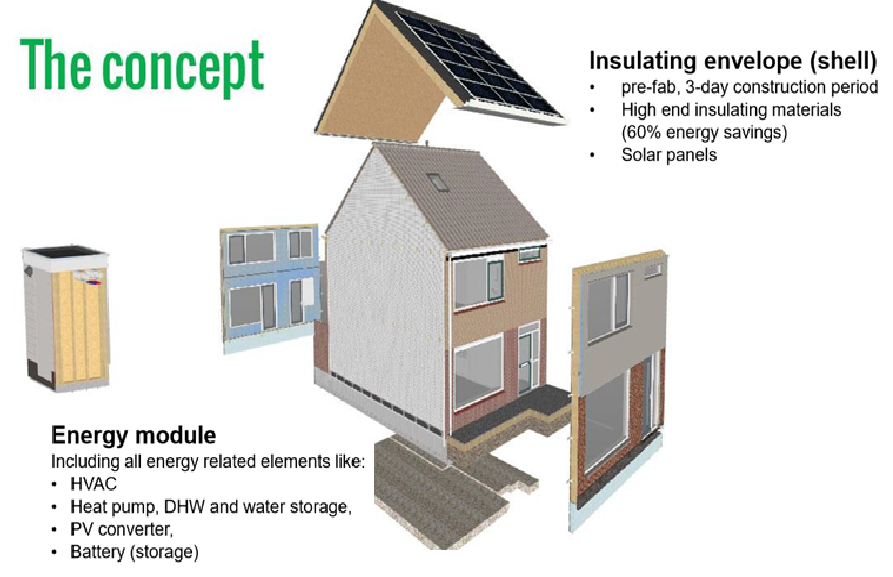 The concept
Insulating envelope (shell)
• pre-fab, 3-day construction period
• High end insulating materials
(60% energy savings)
• Solar panels
Energy module
Including all energy related elements like:
• HVAC
• Heat pump, DHW and water storage,
• PV converter,
• Battery (storage)